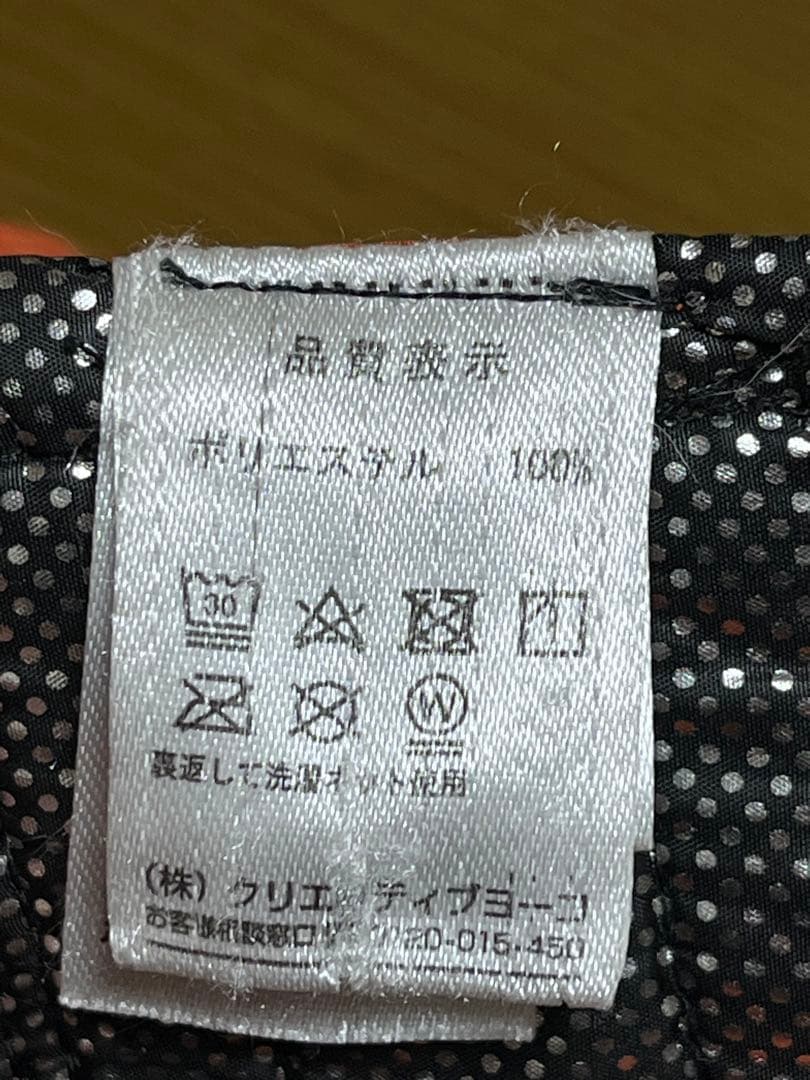 品質表示
ポリエステル 100%
30
W
裏返して洗濯ネット使用
(株) クリエ ティブヨーコ
お客様相談窓口 20-015-450